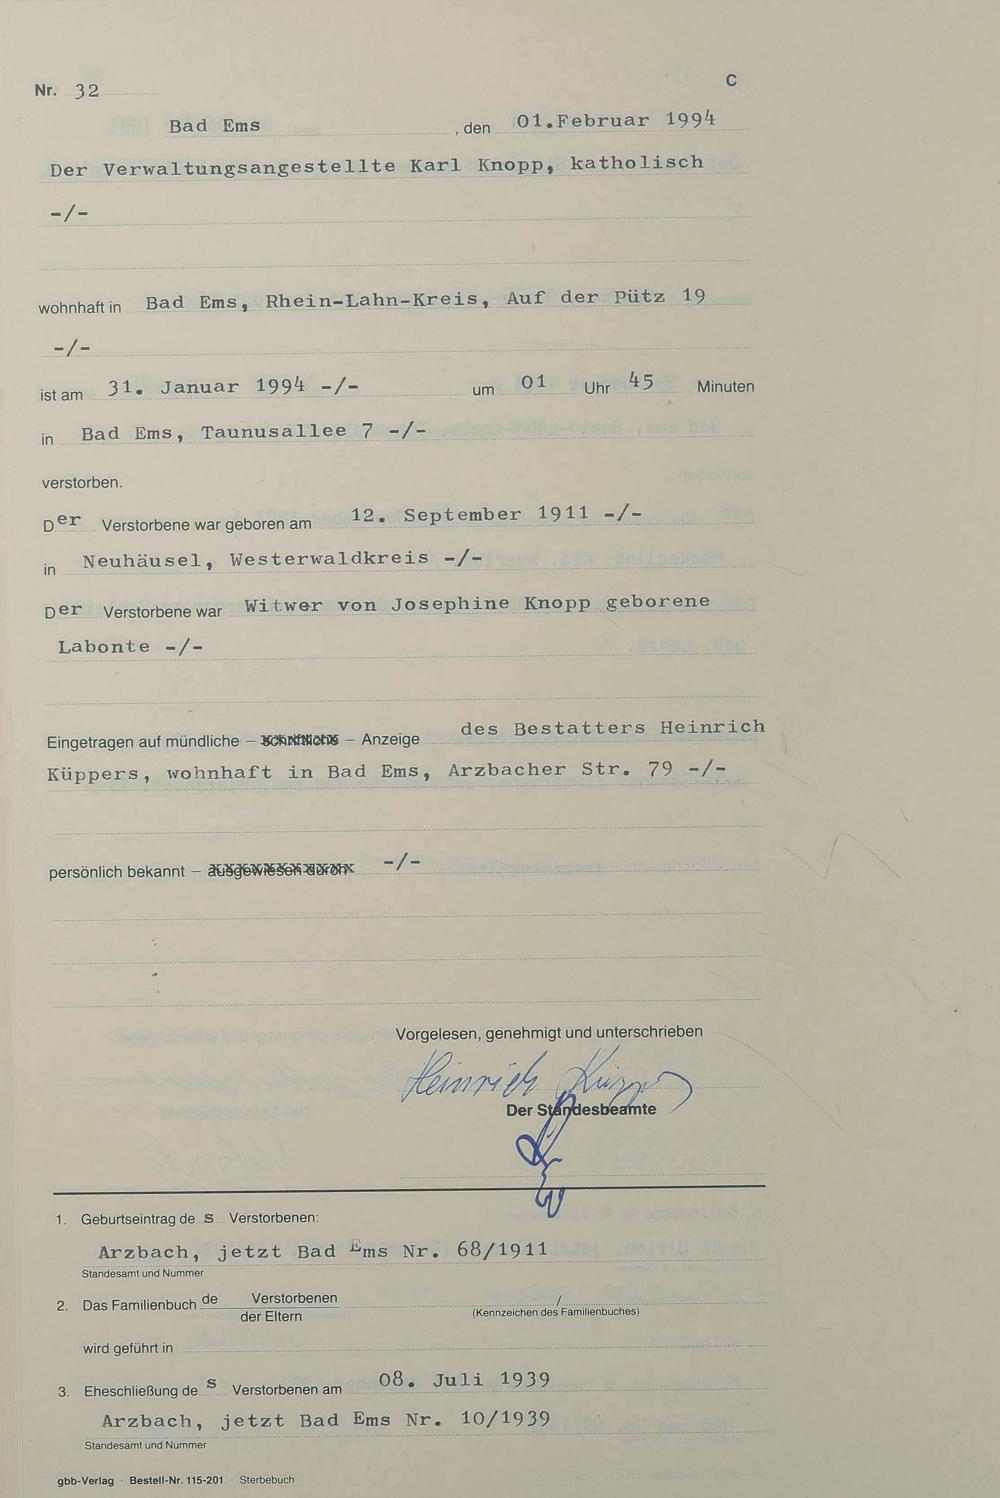 Nr. 32
C
Bad Ems , den 01.Februar 1994
Der Verwaltungsangestellte Karl Knopp, katholisch
-/-
wohnhaft in Bad Ems, Rhein-Lahn-Kreis, Auf der Pütz 19
-/-
ist am 31. Januar 1994 -/- um 01 Uhr 45 Minuten
in Bad Ems, Taunusallee 7 -/-
verstorben.
Der Verstorbene war geboren am 12. September 1911 -/-
in Neuhäusel, Westerwaldkreis -/-
Der Verstorbene war Witwer von Josephine Knopp geborene
Labonte -/-
Eingetragen auf mündliche – schriftliche – Anzeige des Bestatters Heinrich
Küppers, wohnhaft in Bad Ems, Arzbacher Str. 79 -/-
persönlich bekannt – ausgewiesen durch -/-
Vorgelesen, genehmigt und unterschrieben
Heinrich Küppers
Der Standesbeamte
1. Geburtseintrag des Verstorbenen:
Arzbach, jetzt Bad Ems Nr. 68/1911
Standesamt und Nummer
2. Das Familienbuch de Verstorbenen /
der Eltern (Kennzeichen des Familienbuches)
wird geführt in
3. Eheschließung des Verstorbenen am 08. Juli 1939
Arzbach, jetzt Bad Ems Nr. 10/1939
Standesamt und Nummer
gbb-Verlag · Bestell-Nr. 115-201 · Sterbebuch